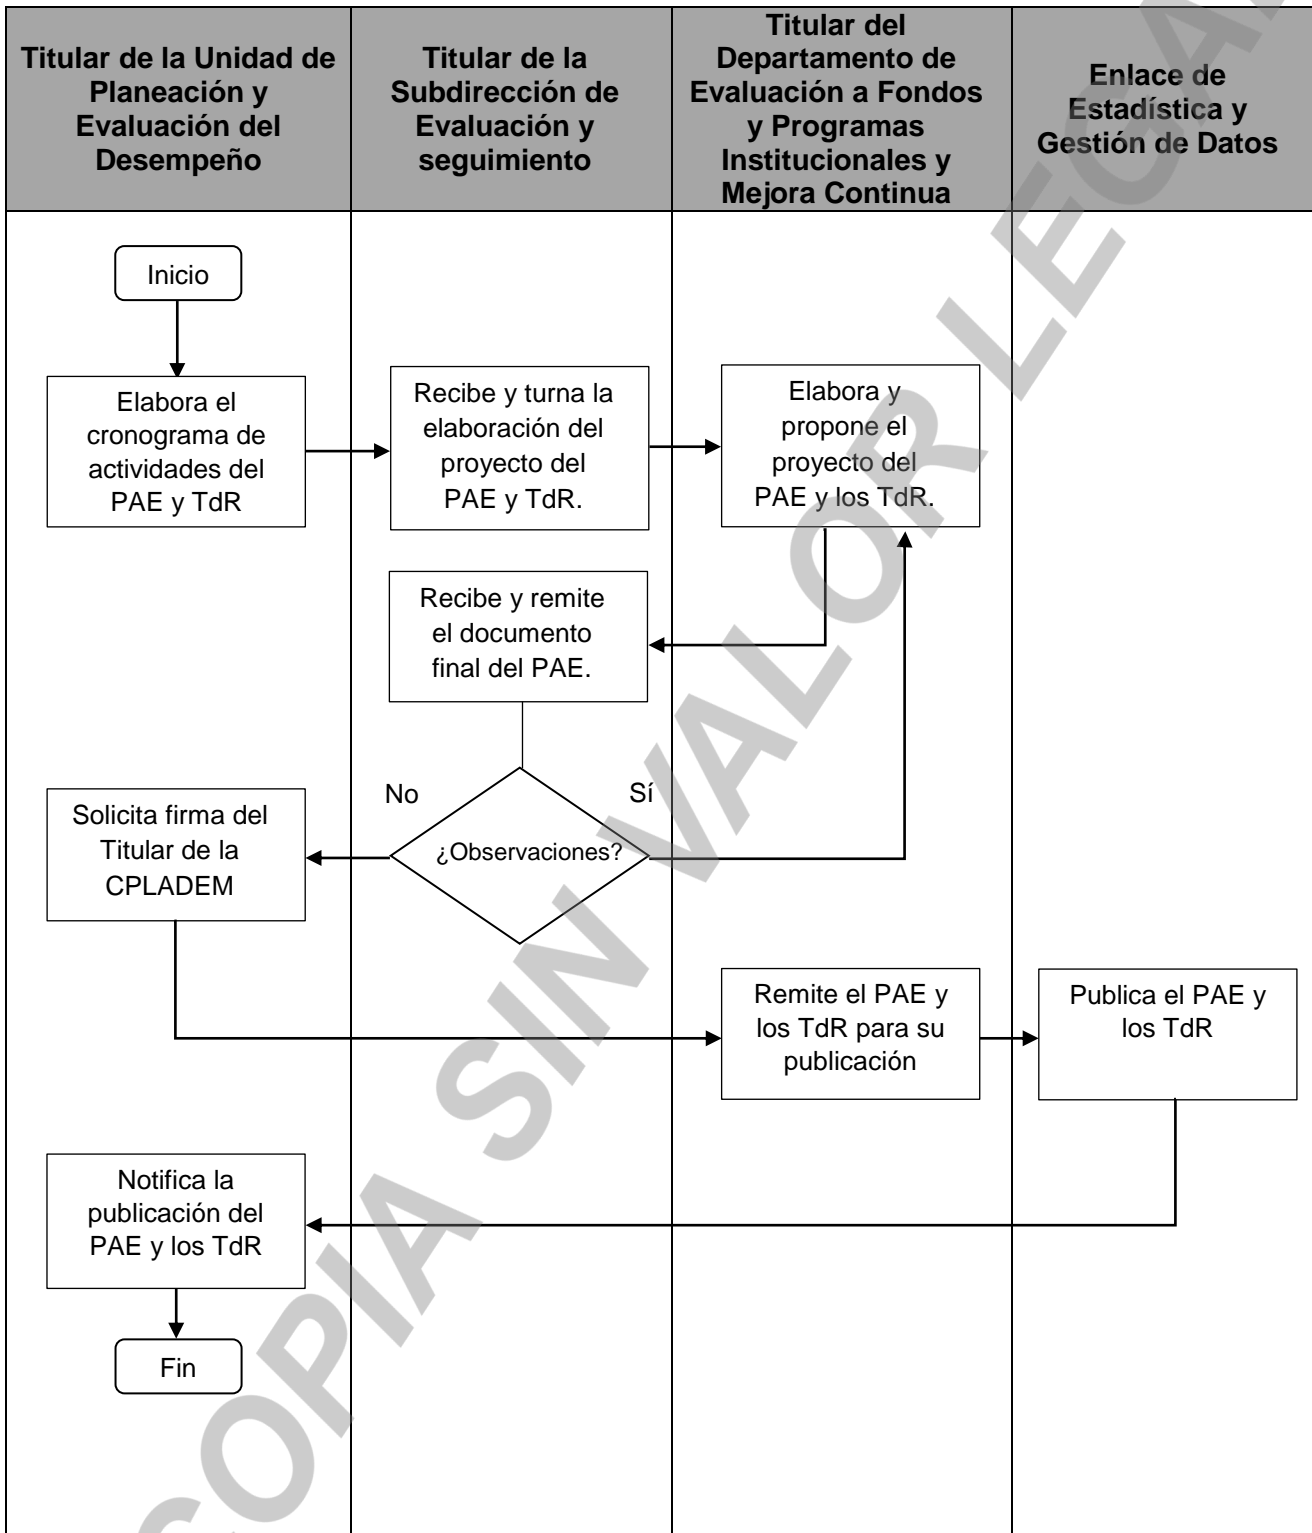 Titular de la Unidad de
Planeación y
Evaluación del
Desempeño
Titular de la
Subdirección de
Evaluación y
seguimiento
Titular del
Departamento de
Evaluación a Fondos
y Programas
Institucionales y
Mejora Continua
Enlace de
Estadística y
Gestión de Datos
Inicio
Elabora el
cronograma de
actividades del
PAE y TdR
Recibe y turna la
elaboración del
proyecto del
PAE y TdR.
Elabora y
propone el
proyecto del
PAE y los TdR.
Recibe y remite
el documento
final del PAE.
No
Sí
¿Observaciones?
Solicita firma del
Titular de la
CPLADEM
Remite el PAE y
los TdR para su
publicación
Publica el PAE y
los TdR
Notifica la
publicación del
PAE y los TdR
Fin
COPIA SIN VALOR LEGAL